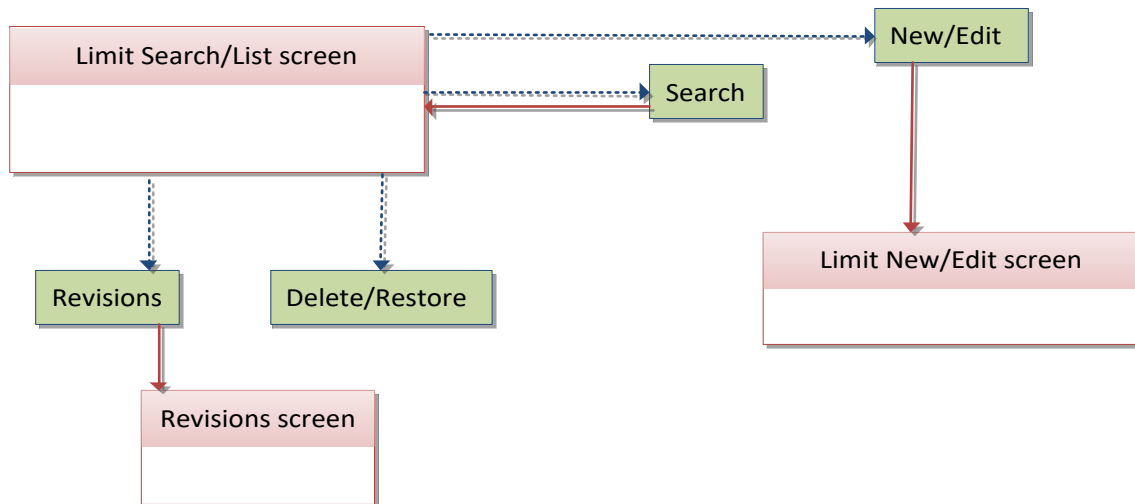 New/Edit
Limit Search/List screen
Search
Limit New/Edit screen
Revisions
Delete/Restore
Revisions screen